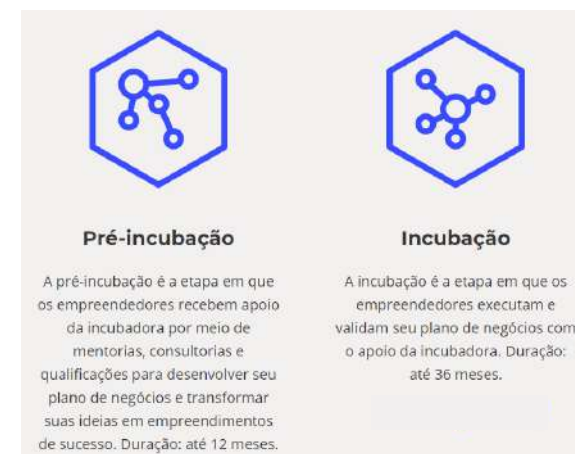 Pré-incubação
A pré-incubação é a etapa em que
os empreendedores recebem apoio
da incubadora por meio de
mentorias, consultorias e
qualificações para desenvolver seu
plano de negócios e transformar
suas ideias em empreendimentos
de sucesso. Duração: até 12 meses.
Incubação
A incubação é a etapa em que os
empreendedores executam e
validam seu plano de negócios com
o apoio da incubadora. Duração:
até 36 meses.